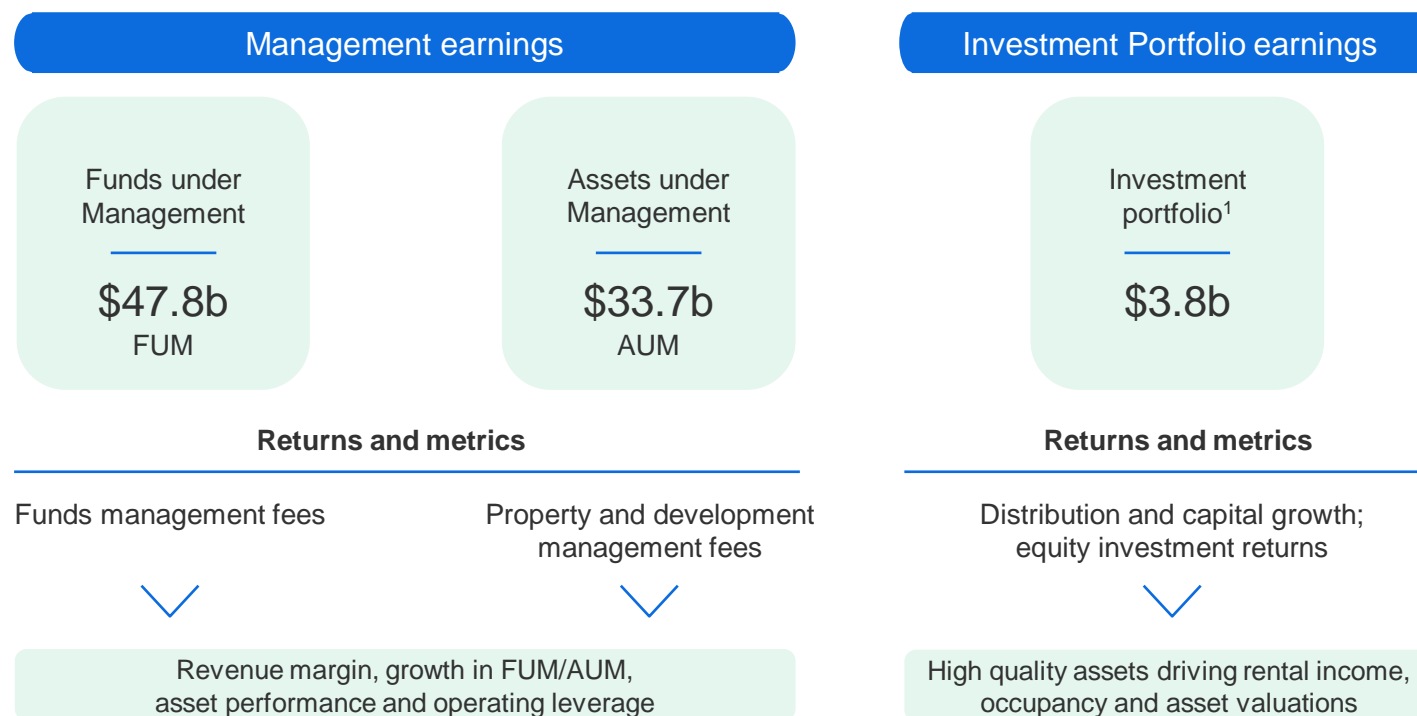 Management earnings
Funds under
Management
$47.8b
FUM
Assets under
Management
$33.7b
AUM
Returns and metrics
Funds management fees
Property and development
management fees
Revenue margin, growth in FUM/AUM,
asset performance and operating leverage
Investment Portfolio earnings
Investment
portfolio¹
$3.8b
Returns and metrics
Distribution and capital growth;
equity investment returns
High quality assets driving rental income,
occupancy and asset valuations